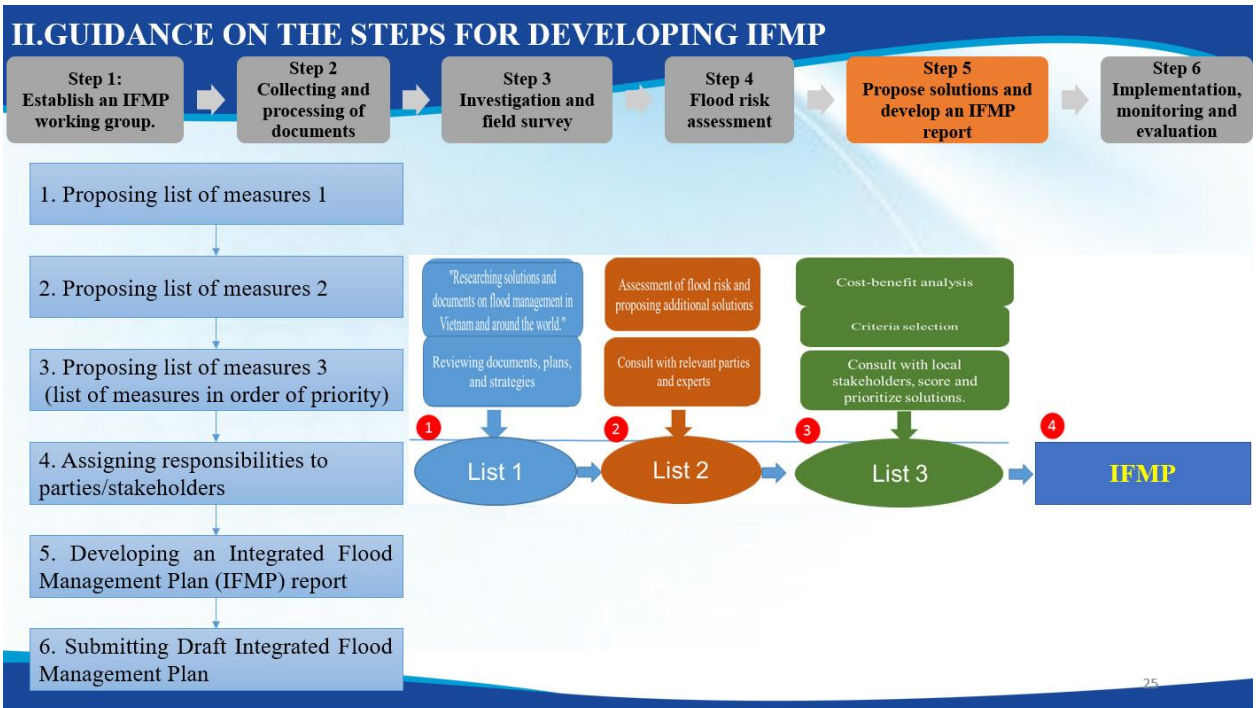 II.GUIDANCE ON THE STEPS FOR DEVELOPING IFMP
Step 1:
Establish an IFMP
working group.
Step 2
Collecting and
processing of
documents
Step 3
Investigation and
field survey
Step 4
Flood risk
assessment
Step 5
Propose solutions and
develop an IFMP
report
Step 6
Implementation,
monitoring and
evaluation
1. Proposing list of measures 1
2. Proposing list of measures 2
3. Proposing list of measures 3
(list of measures in order of priority)
4. Assigning responsibilities to
parties/stakeholders
5. Developing an Integrated Flood
Management Plan (IFMP) report
6. Submitting Draft Integrated Flood
Management Plan
"Researching solutions and
documents on flood management in
Vietnam and around the world."
Reviewing documents, plans,
and strategies
1
List 1
Assessment of flood risk and
proposing additional solutions
Consult with relevant parties
and experts
2
List 2
Cost-benefit analysis
Criteria selection
Consult with local
stakeholders, score and
prioritize solutions.
3
List 3
4
IFMP
25